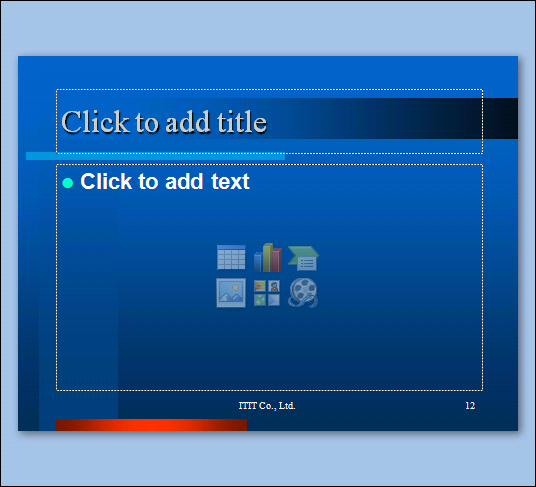 Click to add title
Click to add text
ITIT Co., Ltd.
12